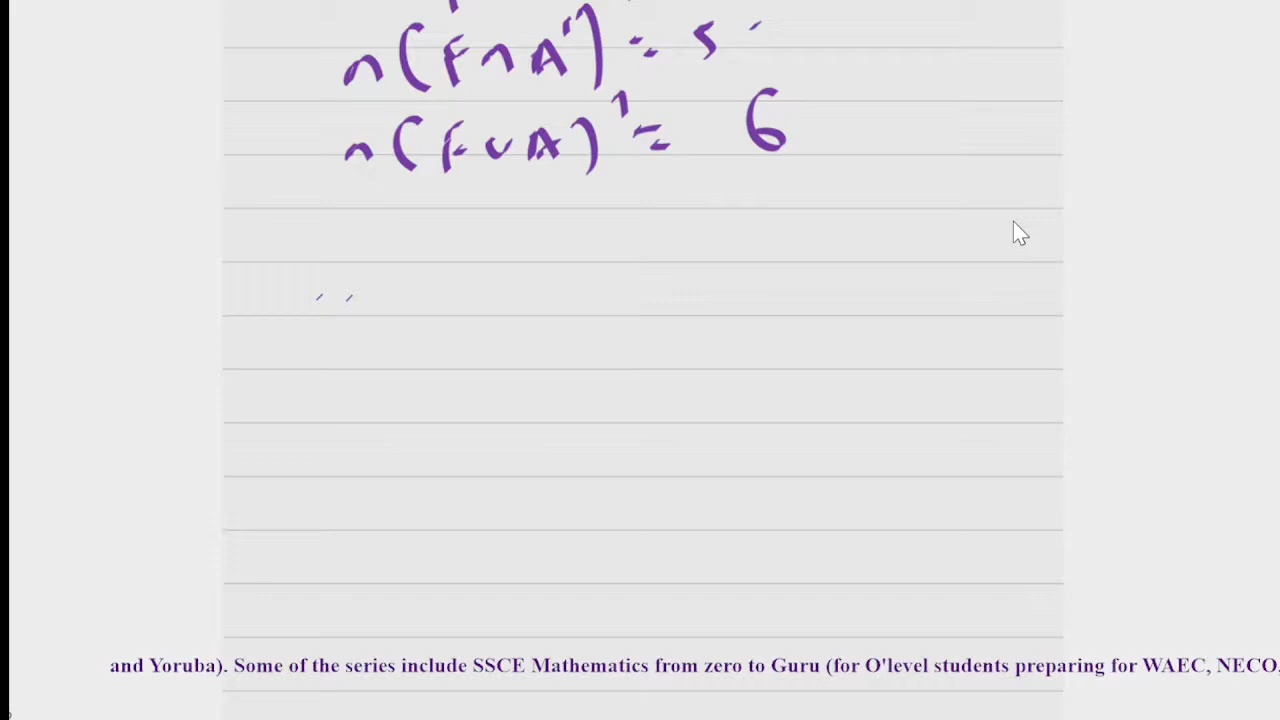 n(F∩A') = 5
n(F∪A)' = 6
and Yoruba). Some of the series include SSCE Mathematics from zero to Guru (for O'level students preparing for WAEC, NECO,